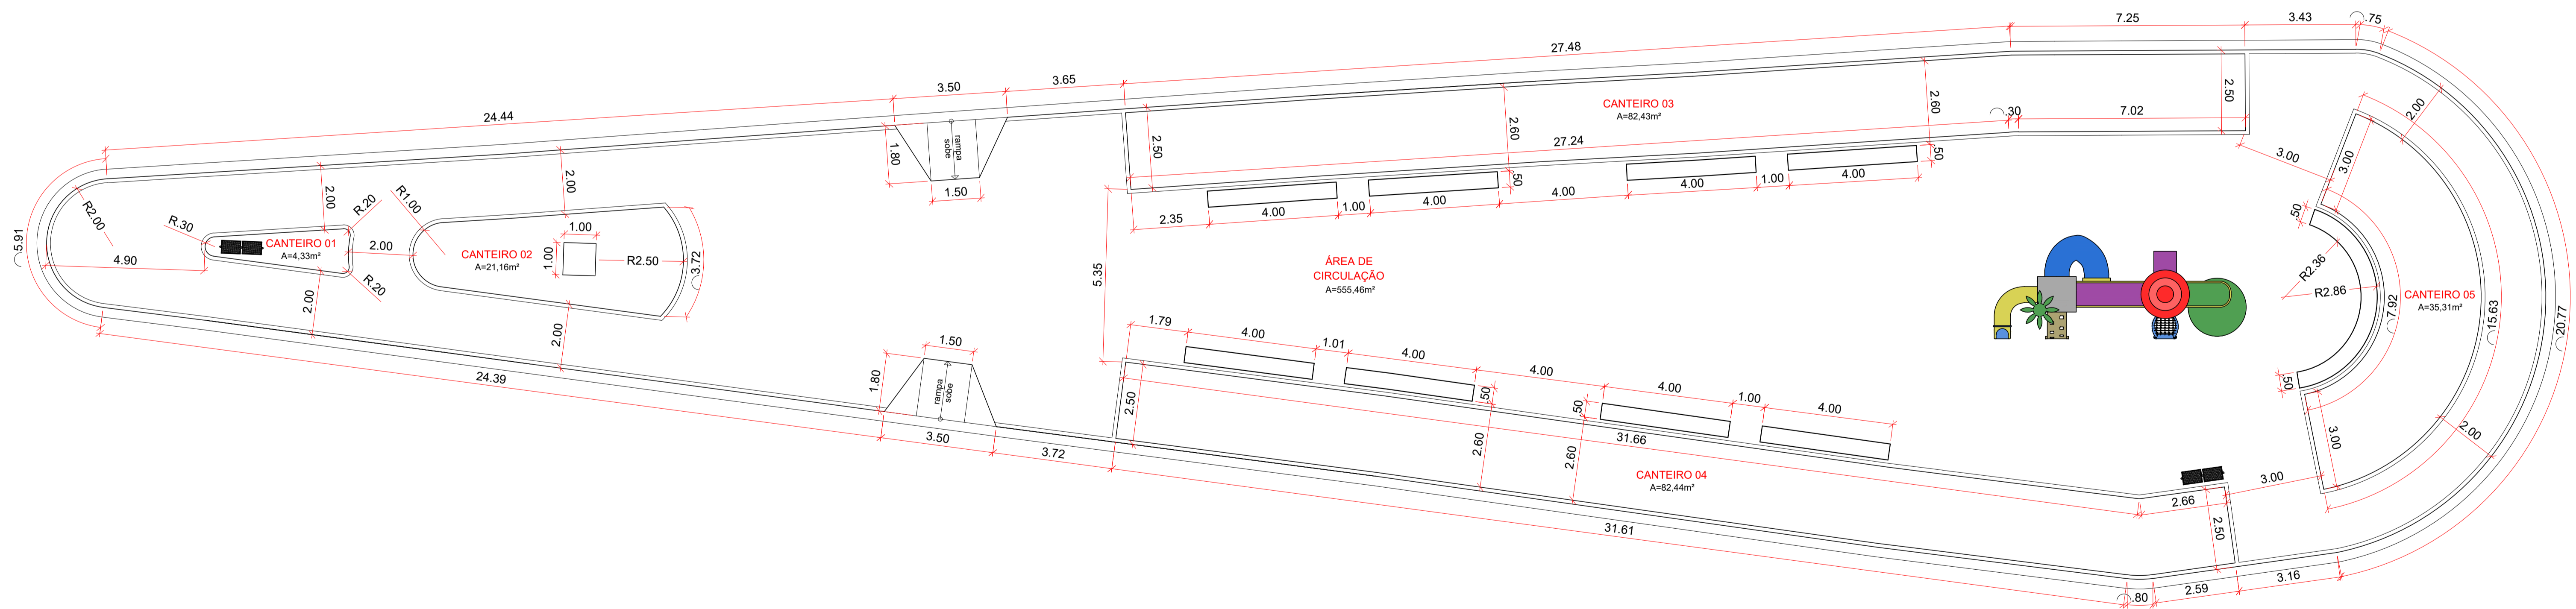 7.25
3.43
.75
27.48
3.50
3.65
24.44
CANTEIRO 03
A=82,43m²
2.60
2.50
2.00
.30
7.02
1.80
rampa
sobe
2.50
2.60
27.24
3.00
3.00
.50
1.50
.50
4.00
1.00
4.00
4.00
4.00
1.00
4.00
2.35
2.00
2.00
R2.00
R.30
R.20
R1.00
5.91
CANTEIRO 01
A=4,33m²
2.00
4.90
R.20
2.00
CANTEIRO 02
A=21,16m²
1.00
1.00
R2.50
3.72
2.00
5.35
ÁREA DE
CIRCULAÇÃO
A=555,46m²
.50
R2.36
R2.86
7.92
CANTEIRO 05
A=35,31m²
15.63
20.77
.50
24.39
1.80
1.50
rampa
sobe
3.50
3.72
1.79
4.00
1.01
4.00
4.00
4.00
1.00
4.00
.50
.50
2.50
2.60
2.60
31.66
CANTEIRO 04
A=82,44m²
31.61
3.00
2.00
3.00
2.66
2.50
.80
2.59
3.16